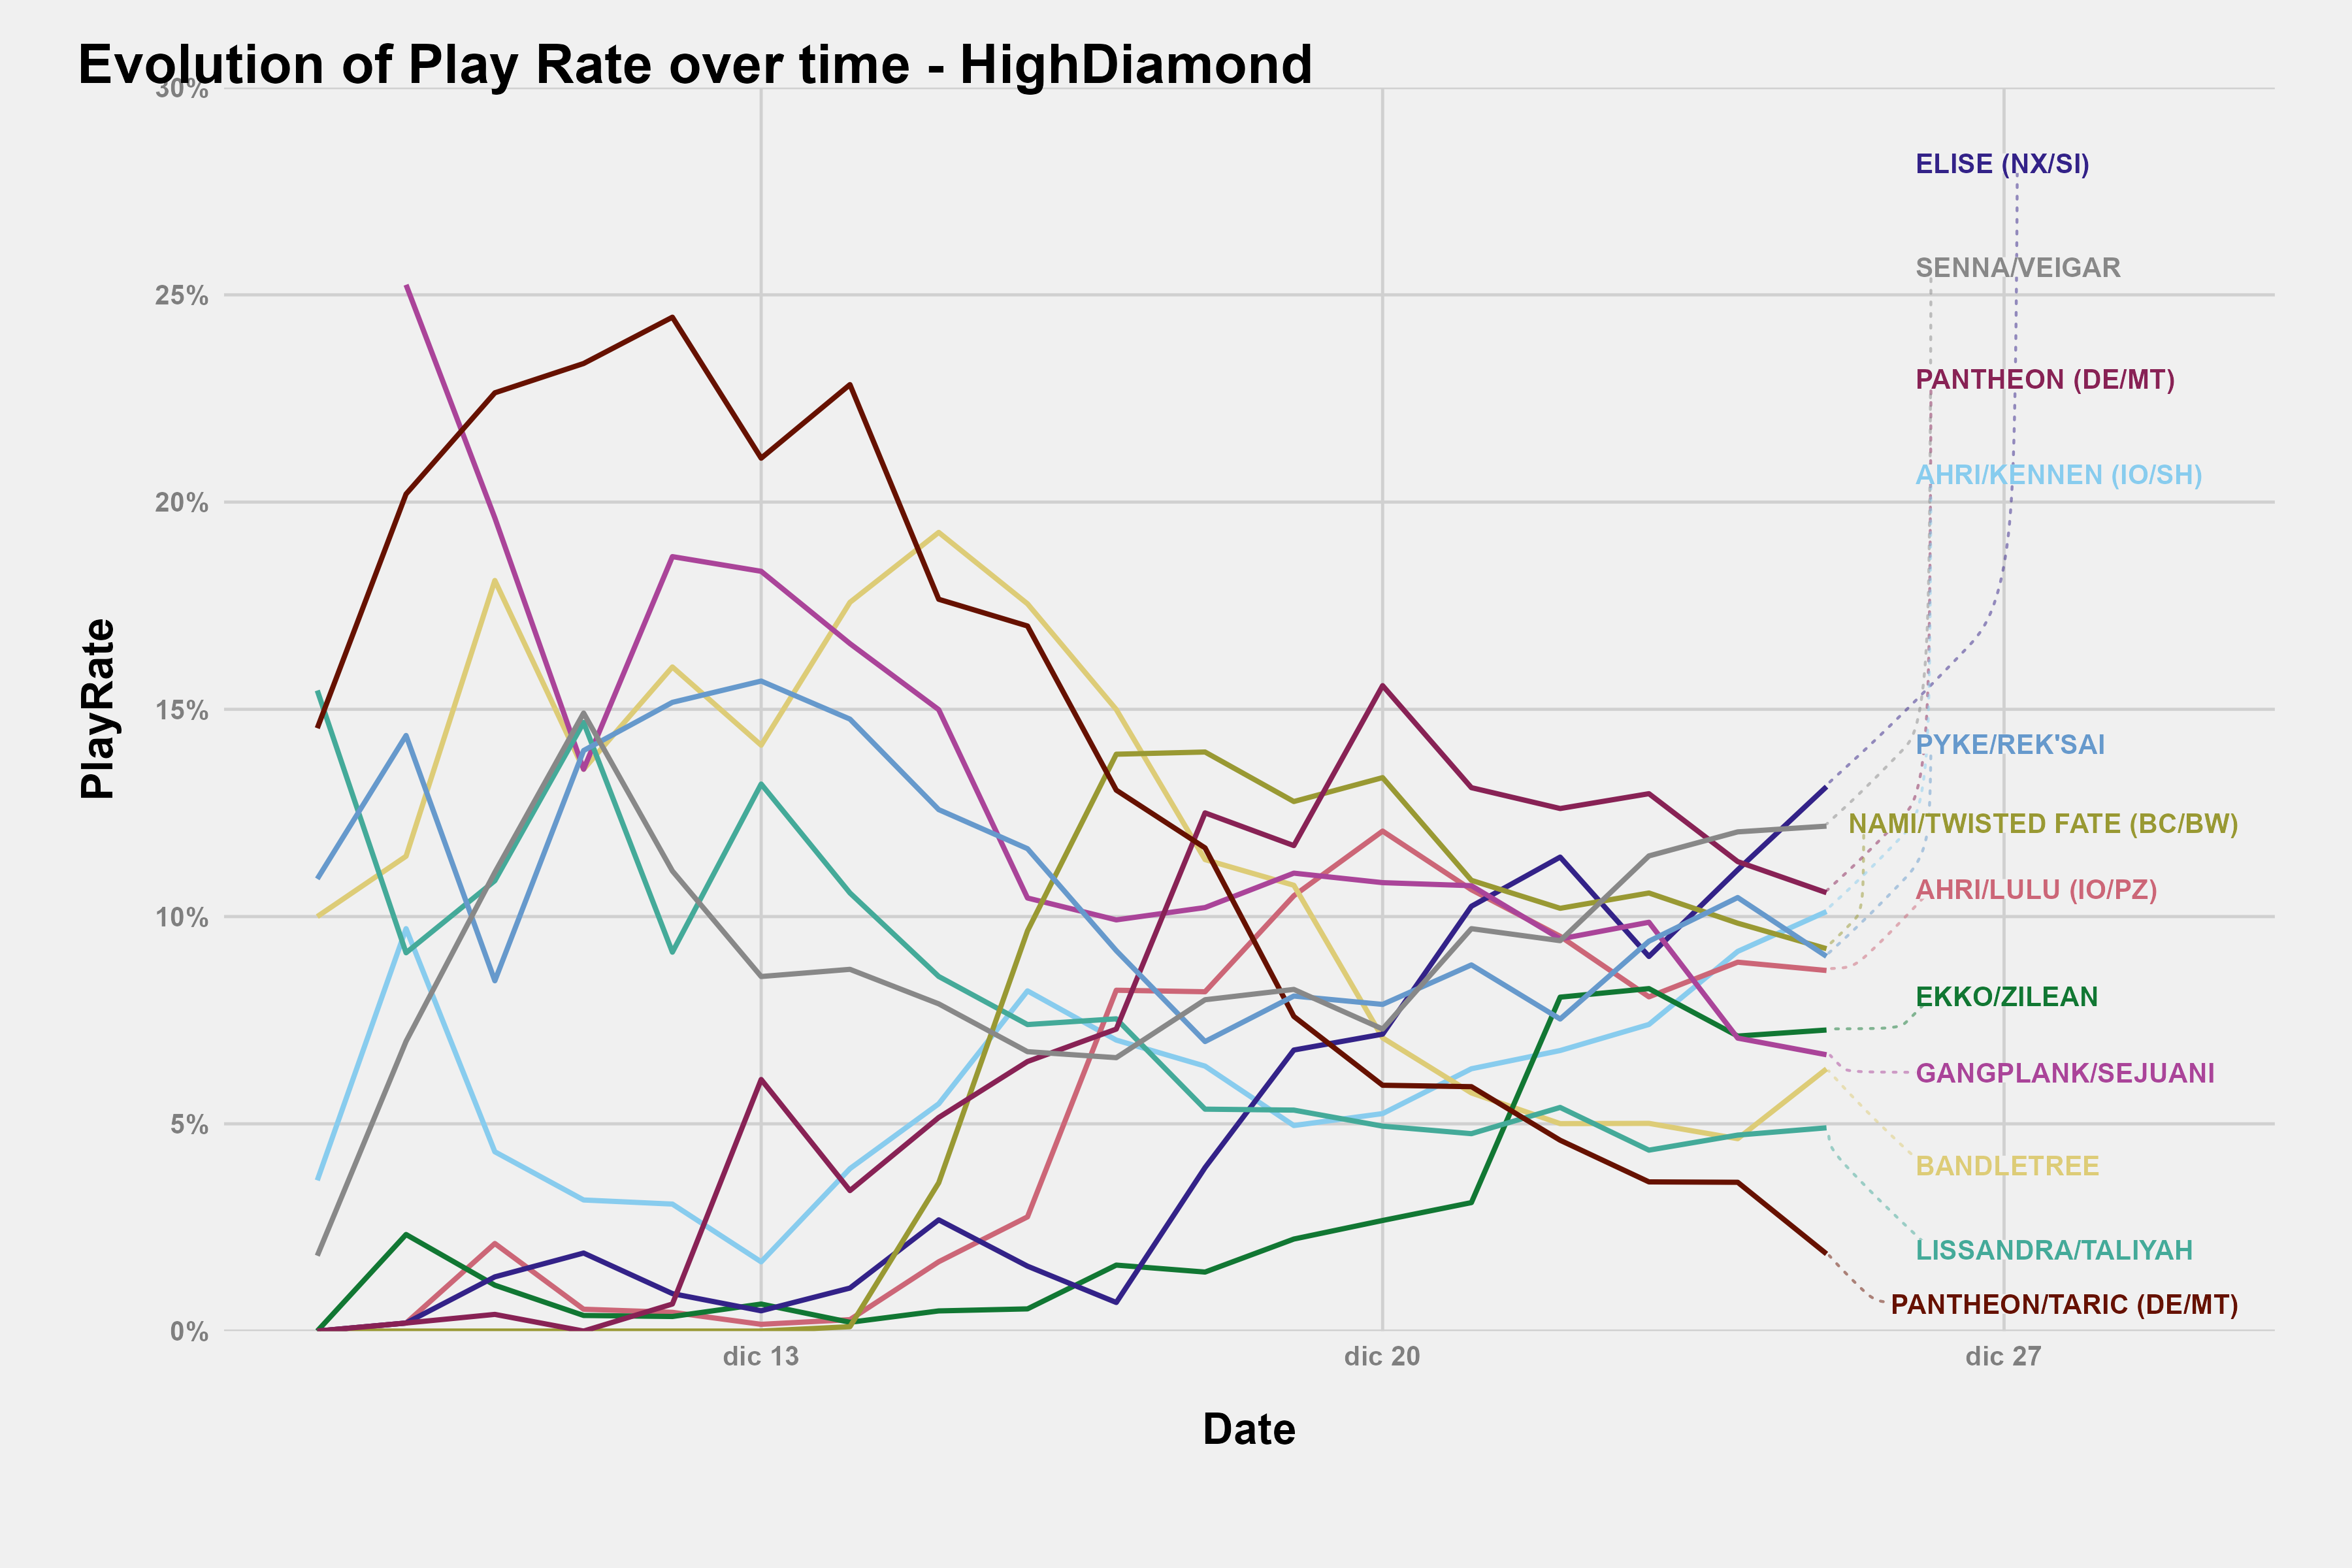 Evolution of Play Rate over time - HighDiamond
30%
25%
20%
15%
10%
5%
0%
PlayRate
ELISE (NX/SI)
SENNA/VEIGAR
PANTHEON (DE/MT)
AHRI/KENNEN (IO/SH)
PYKE/REK'SAI
NAMI/TWISTED FATE (BC/BW)
AHRI/LULU (IO/PZ)
EKKO/ZILEAN
GANGPLANK/SEJUANI
BANDLETREE
LISSANDRA/TALIYAH
PANTHEON/TARIC (DE/MT)
dic 13
dic 20
dic 27
Date